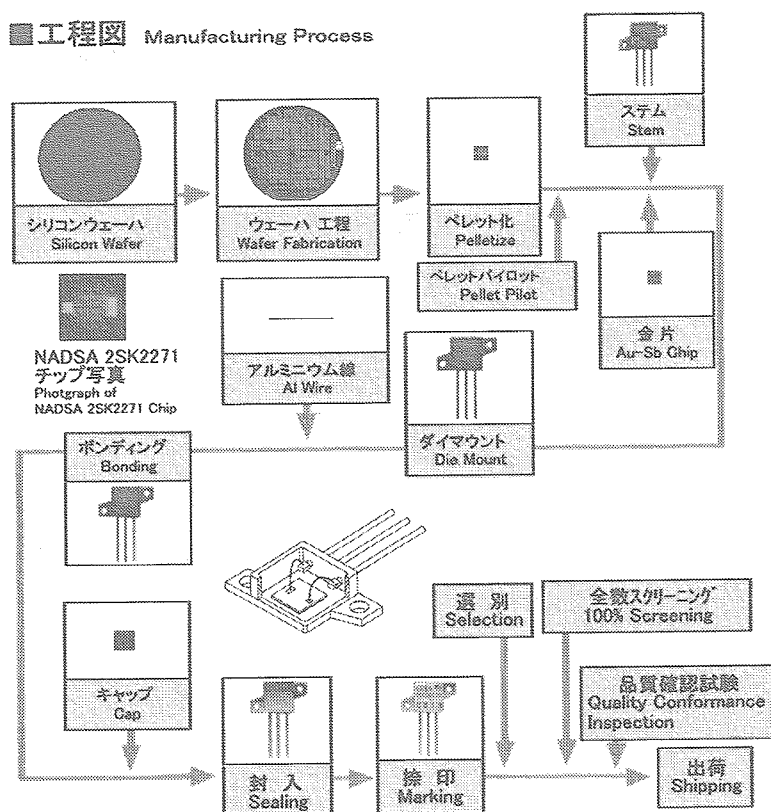 ■工程図 Manufacturing Process
ステム
Stem
シリコンウェーハ
Silicon Wafer
ウェーハ 工程
Wafer Fabrication
ペレット化
Pelletize
ペレットパイロット
Pellet Pilot
金 片
Au-Sb Chip
NADSA 2SK2271
チップ写真
Photgraph of
NADSA 2SK2271 Chip
アルミニウム線
Al Wire
ダイマウント
Die Mount
ボンディング
Bonding
選 別
Selection
全数スクリーニング
100% Screening
キャップ
Cap
品質確認試験
Quality Conformance
Inspection
封 入
Sealing
捺 印
Marking
出荷
Shipping